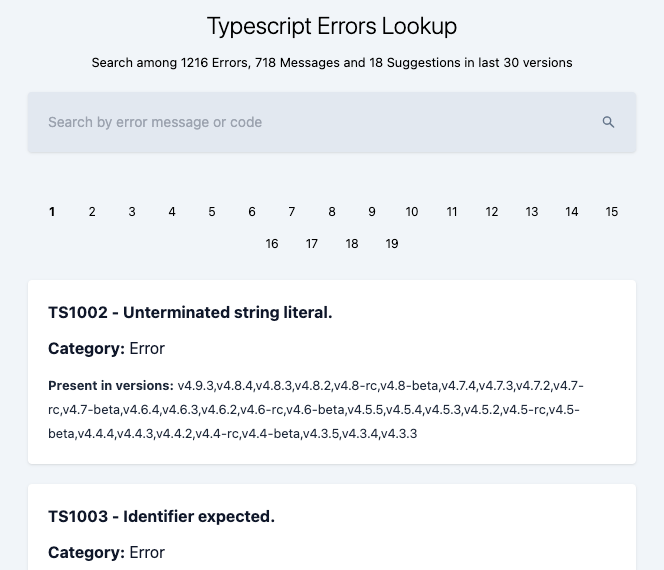 Typescript Errors Lookup
Search among 1216 Errors, 718 Messages and 18 Suggestions in last 30 versions
Search by error message or code
1 2 3 4 5 6 7 8 9 10 11 12 13 14 15
16 17 18 19
TS1002 - Unterminated string literal.
Category: Error
Present in versions: v4.9.3,v4.8.4,v4.8.3,v4.8.2,v4.8-rc,v4.8-beta,v4.7.4,v4.7.3,v4.7.2,v4.7-
rc,v4.7-beta,v4.6.4,v4.6.3,v4.6.2,v4.6-rc,v4.6-beta,v4.5.5,v4.5.4,v4.5.3,v4.5.2,v4.5-rc,v4.5-
beta,v4.4.4,v4.4.3,v4.4.2,v4.4-rc,v4.4-beta,v4.3.5,v4.3.4,v4.3.3
TS1003 - Identifier expected.
Category: Error